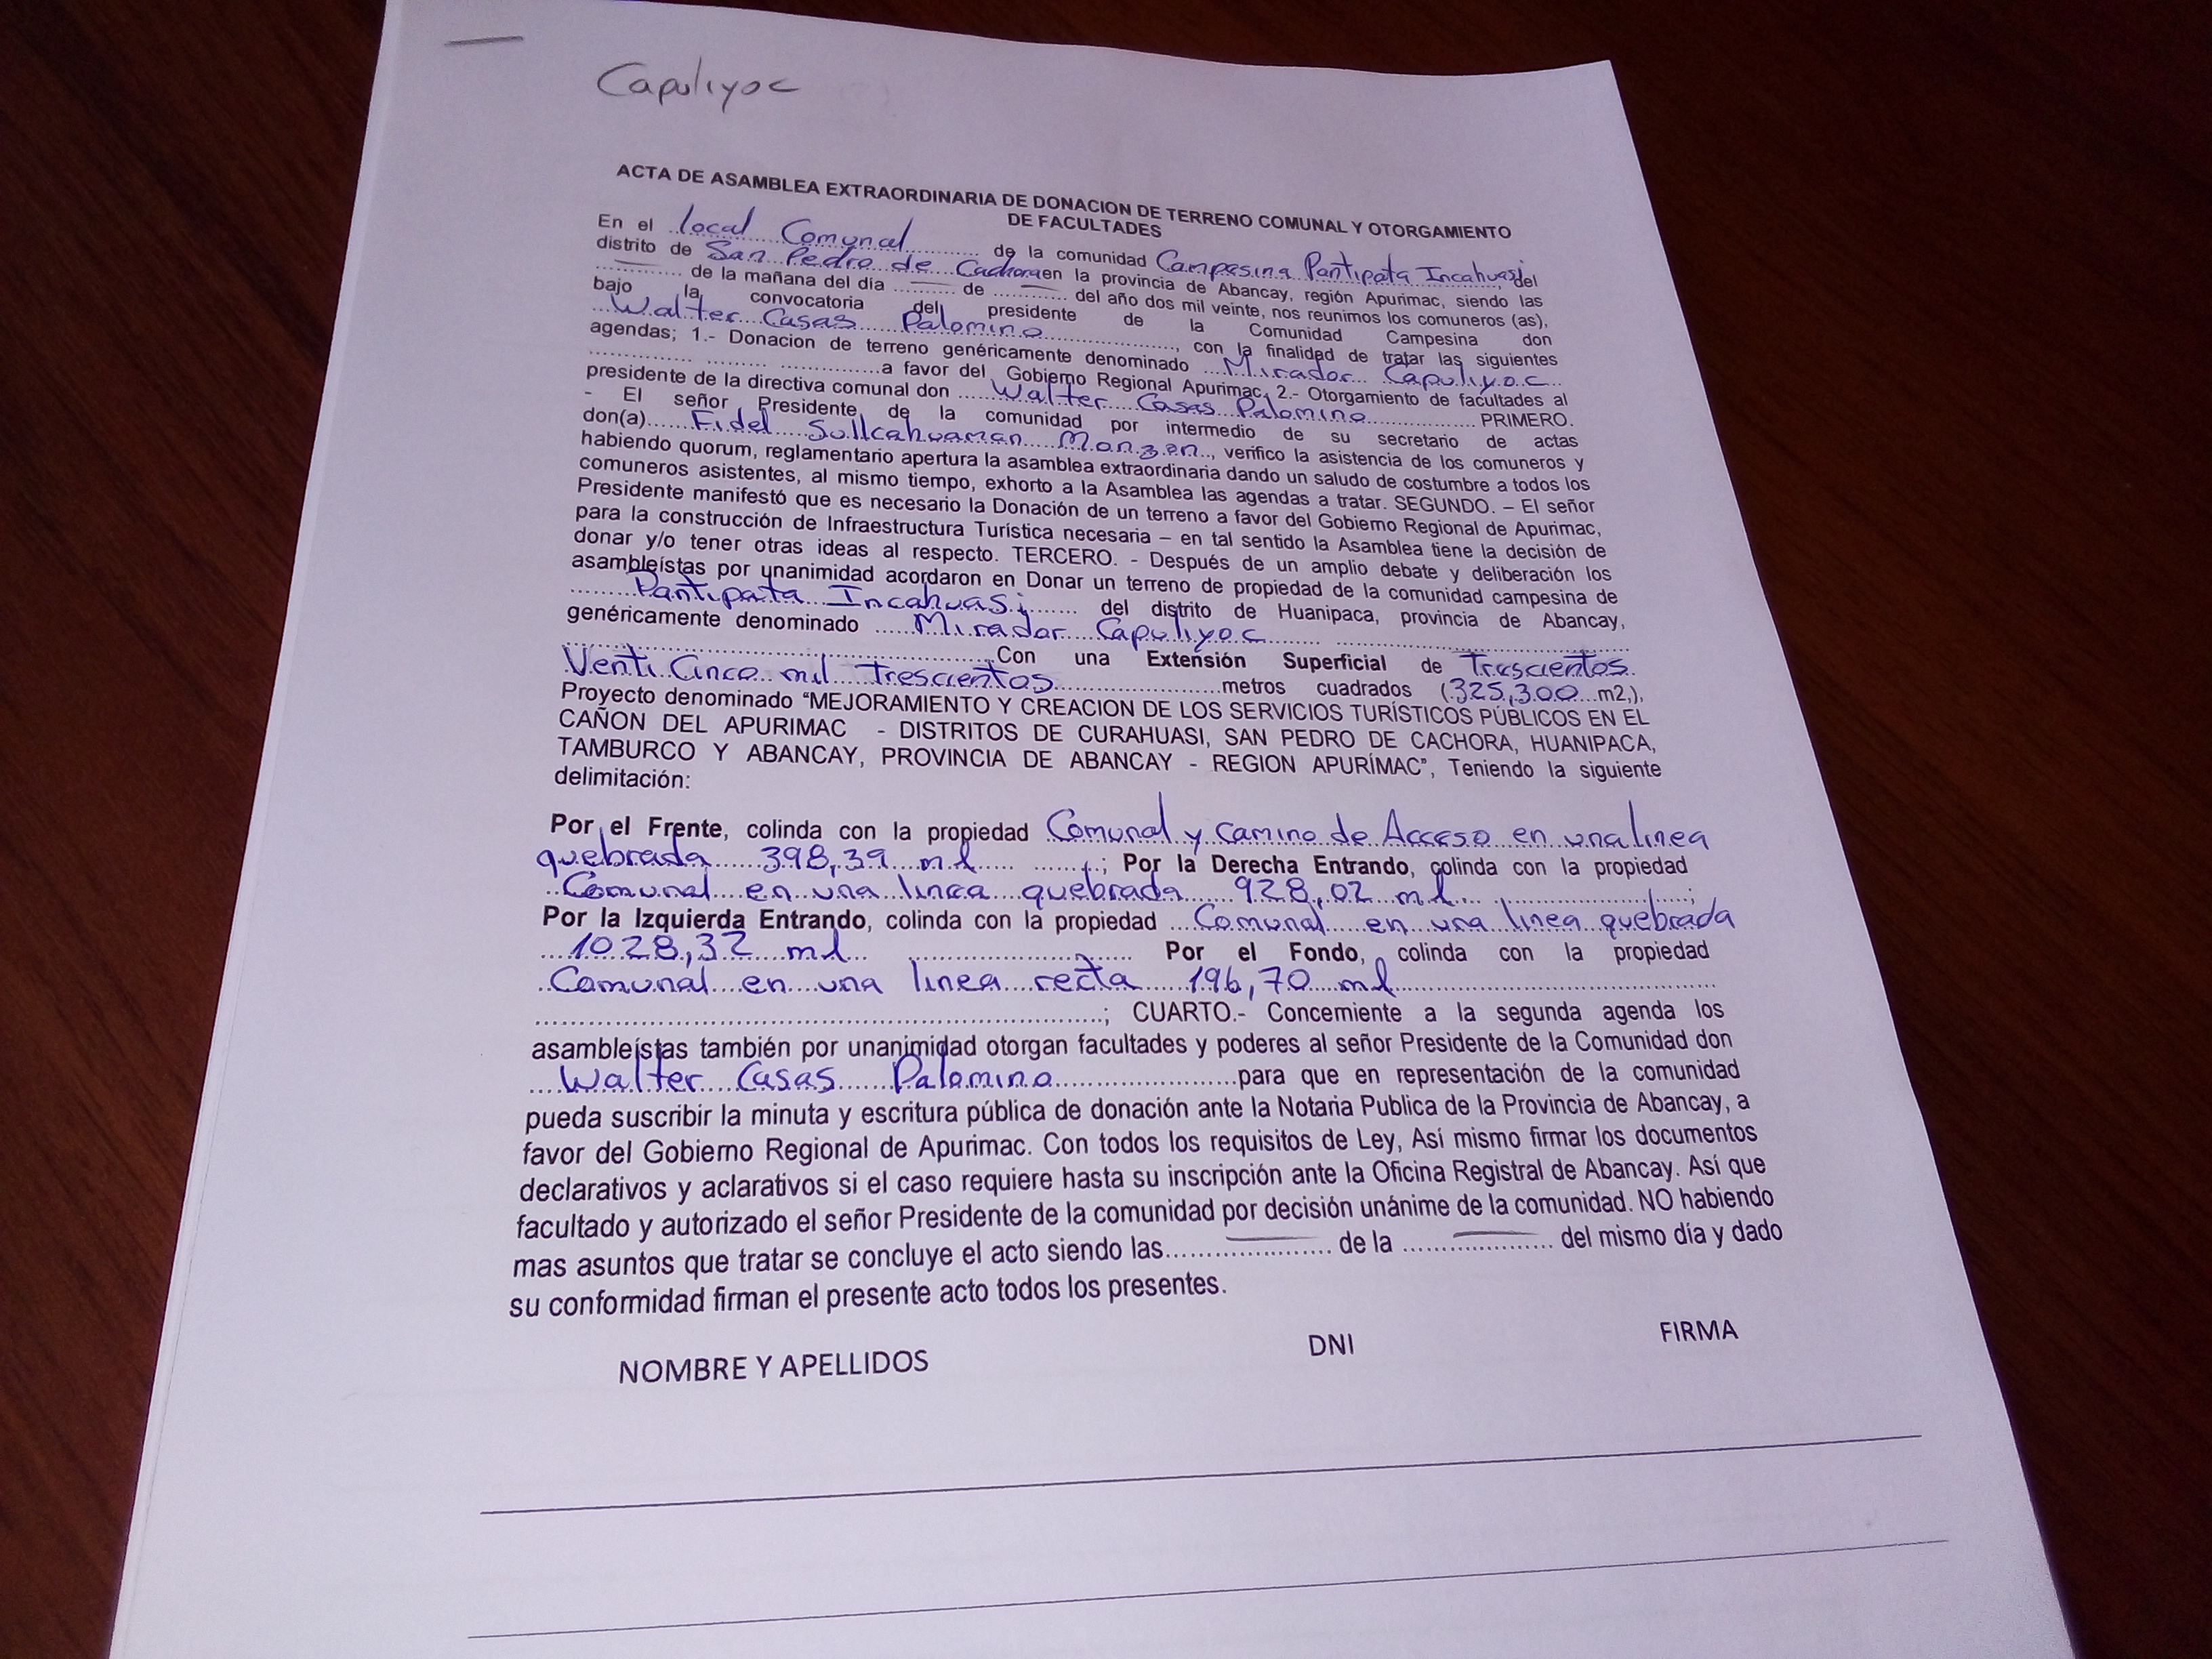 Capuliyoc
ACTA DE ASAMBLEA EXTRAORDINARIA DE DONACION DE TERRENO COMUNAL Y OTORGAMIENTO
DE FACULTADES
En el ..local Comunal.......... de la comunidad Campesina Pantipata Incahuasi, del
distrito de San Pedro de Cachora en la provincia de Abancay, región Apurimac, siendo las
.............. de la mañana del día .......... de ............ del año dos mil veinte, nos reunimos los comuneros (as),
bajo la convocatoria del presidente de la Comunidad Campesina don
...Walter Casas Palomino........................, con la finalidad de tratar las siguientes
agendas; 1.- Donacion de terreno genéricamente denominado ...Mirador Capuliyoc..
................ ....... ................a favor del Gobierno Regional Apurimac, 2.- Otorgamiento de facultades al
presidente de la directiva comunal don .....Walter Casas Palomino.................. PRIMERO.
- El señor Presidente de la comunidad por intermedio de su secretario de actas
don(a).......Fidel Sullcahuaman Monzon.., verifico la asistencia de los comuneros y
habiendo quorum, reglamentario apertura la asamblea extraordinaria dando un saludo de costumbre a todos los
comuneros asistentes, al mismo tiempo, exhorto a la Asamblea las agendas a tratar. SEGUNDO. – El señor
Presidente manifestó que es necesario la Donación de un terreno a favor del Gobierno Regional de Apurimac,
para la construcción de Infraestructura Turística necesaria – en tal sentido la Asamblea tiene la decisión de
donar y/o tener otras ideas al respecto. TERCERO. - Después de un amplio debate y deliberación los
asambleístas por unanimidad acordaron en Donar un terreno de propiedad de la comunidad campesina de
.........Pantipata Incahuasi........ del distrito de Huanipaca, provincia de Abancay,
genéricamente denominado ......Mirador Capuliyoc........ ........................................
............................................................Con una Extensión Superficial de Trescientos.
Venti Cinco mil Trescientos.......................metros cuadrados (.325,300...m2,),
Proyecto denominado “MEJORAMIENTO Y CREACION DE LOS SERVICIOS TURÍSTICOS PÚBLICOS EN EL
CAÑON DEL APURIMAC - DISTRITOS DE CURAHUASI, SAN PEDRO DE CACHORA, HUANIPACA,
TAMBURCO Y ABANCAY, PROVINCIA DE ABANCAY - REGION APURÍMAC”, Teniendo la siguiente
delimitación:
Por el Frente, colinda con la propiedad Comunal y camino de Acceso en una linea
quebrada......398,39 ml..... .......; Por la Derecha Entrando, colinda con la propiedad
..Comunal en una linea quebrada 928,02 ml.... ..........................;
Por la Izquierda Entrando, colinda con la propiedad ...Comunal en una linea quebrada
....1028,32 ml ............................ Por el Fondo, colinda con la propiedad
..Comunal en una linea recta 196,70 ml..........................................
..................................................................; CUARTO.- Concerniente a la segunda agenda los
asambleístas también por unanimidad otorgan facultades y poderes al señor Presidente de la Comunidad don
....Walter Casas Palomino.......................para que en representación de la comunidad
pueda suscribir la minuta y escritura pública de donación ante la Notaria Publica de la Provincia de Abancay, a
favor del Gobierno Regional de Apurimac. Con todos los requisitos de Ley, Así mismo firmar los documentos
declarativos y aclarativos si el caso requiere hasta su inscripción ante la Oficina Registral de Abancay. Así que
facultado y autorizado el señor Presidente de la comunidad por decisión unánime de la comunidad. NO habiendo
mas asuntos que tratar se concluye el acto siendo las...................... de la .................... del mismo día y dado
su conformidad firman el presente acto todos los presentes.
NOMBRE Y APELLIDOS DNI FIRMA